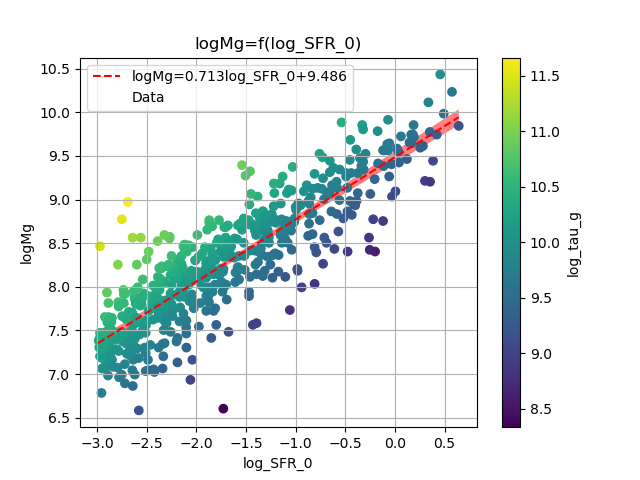 logMg=f(log_SFR_0)
logMg=0.713log_SFR_0+9.486
Data
10.5
10.0
9.5
9.0
8.5
8.0
7.5
7.0
6.5
logMg
−3.0 −2.5 −2.0 −1.5 −1.0 −0.5 0.0 0.5
log_SFR_0
11.5
11.0
10.5
10.0
9.5
9.0
8.5
log_tau_g